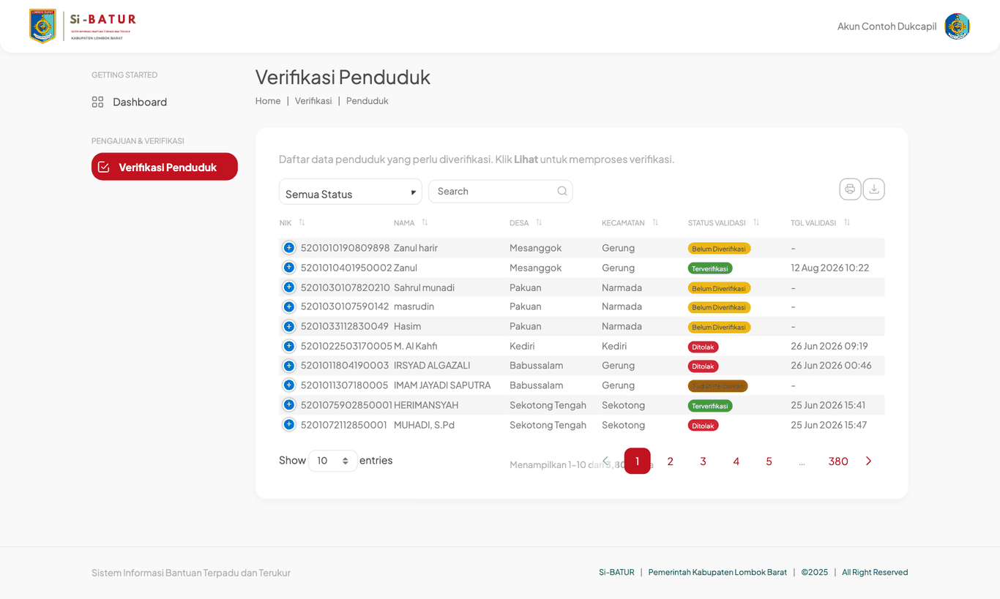 LOMBOK BARAT
Si-BATUR
SISTEM INFORMASI BANTUAN TERPADU DAN TERUKUR
KABUPATEN LOMBOK BARAT
Akun Contoh Dukcapil
GETTING STARTED
Dashboard
PENGAJUAN & VERIFIKASI
Verifikasi Penduduk
Verifikasi Penduduk
Home | Verifikasi | Penduduk
Daftar data penduduk yang perlu diverifikasi. Klik Lihat untuk memproses verifikasi.
Semua Status
Search
NIK NAMA DESA KECAMATAN STATUS VALIDASI TGL VALIDASI
5201010190809898 Zanul harir Mesanggok Gerung Belum Diverifikasi -
5201010401950002 Zanul Mesanggok Gerung Terverifikasi 12 Aug 2026 10:22
5201030107820210 Sahrul munadi Pakuan Narmada Belum Diverifikasi -
5201030107590142 masrudin Pakuan Narmada Belum Diverifikasi -
5201033112830049 Hasim Pakuan Narmada Belum Diverifikasi -
5201022503170005 M. Al Kahfi Kediri Kediri Ditolak 26 Jun 2026 09:19
5201011804190003 IRSYAD ALGAZALI Babussalam Gerung Ditolak 26 Jun 2026 00:46
5201011307180005 IMAM JAYADI SAPUTRA Babussalam Gerung -
5201075902850001 HERIMANSYAH Sekotong Tengah Sekotong Terverifikasi 25 Jun 2026 15:41
5201072112850001 MUHADI, S.Pd Sekotong Tengah Sekotong Ditolak 25 Jun 2026 15:47
Show 10 entries
Menampilkan 1–10 dari
1 2 3 4 5 ... 380
Sistem Informasi Bantuan Terpadu dan Terukur
Si-BATUR | Pemerintah Kabupaten Lombok Barat | ©2025 | All Right Reserved